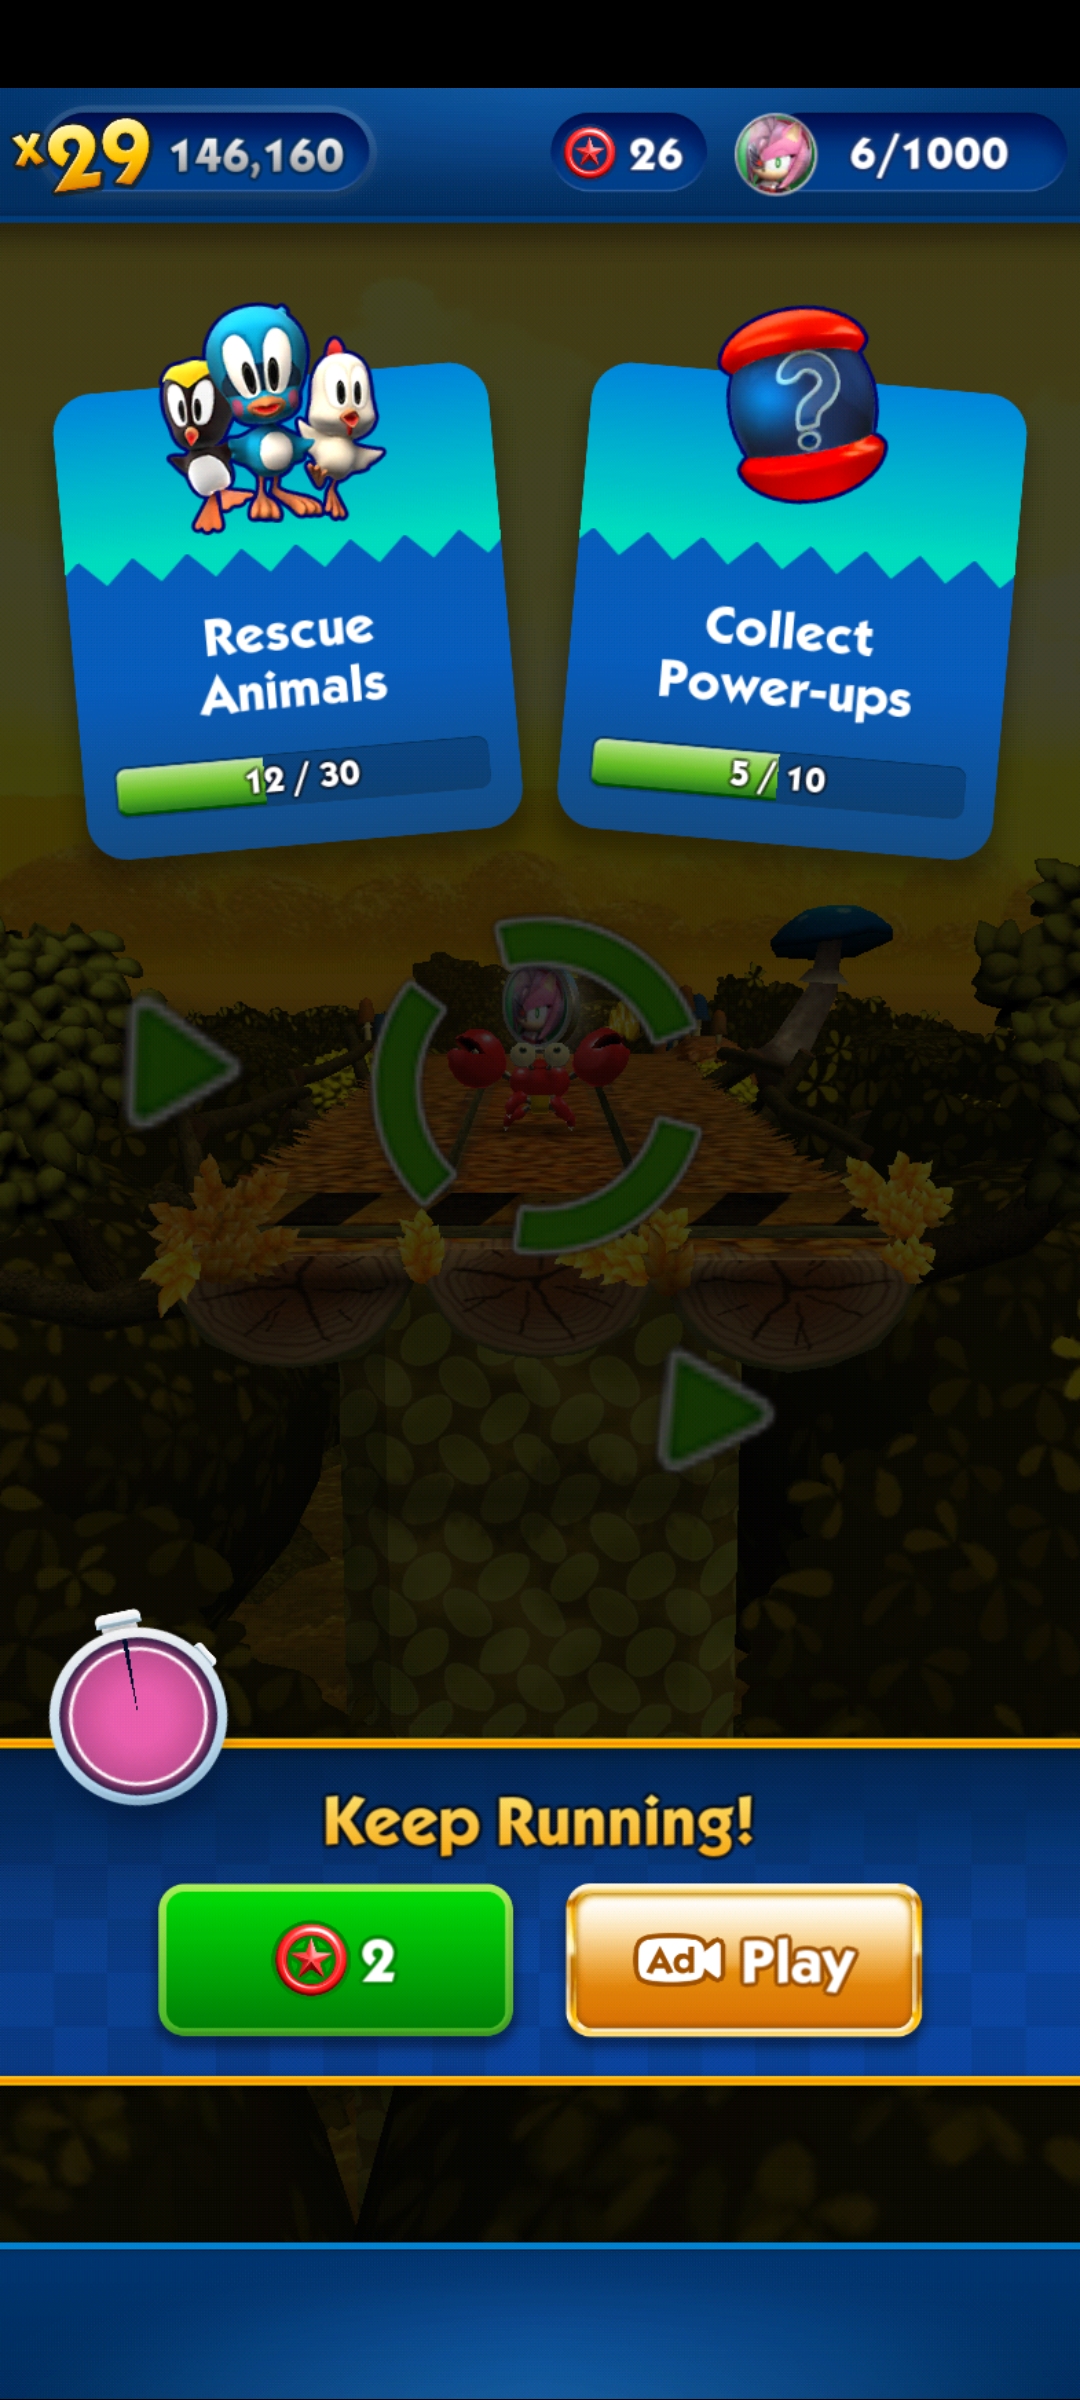 x29 146,160
26
6/1000
?
Rescue
Animals
12 / 30
Collect
Power-ups
5 / 10
Keep Running!
2
Ad Play